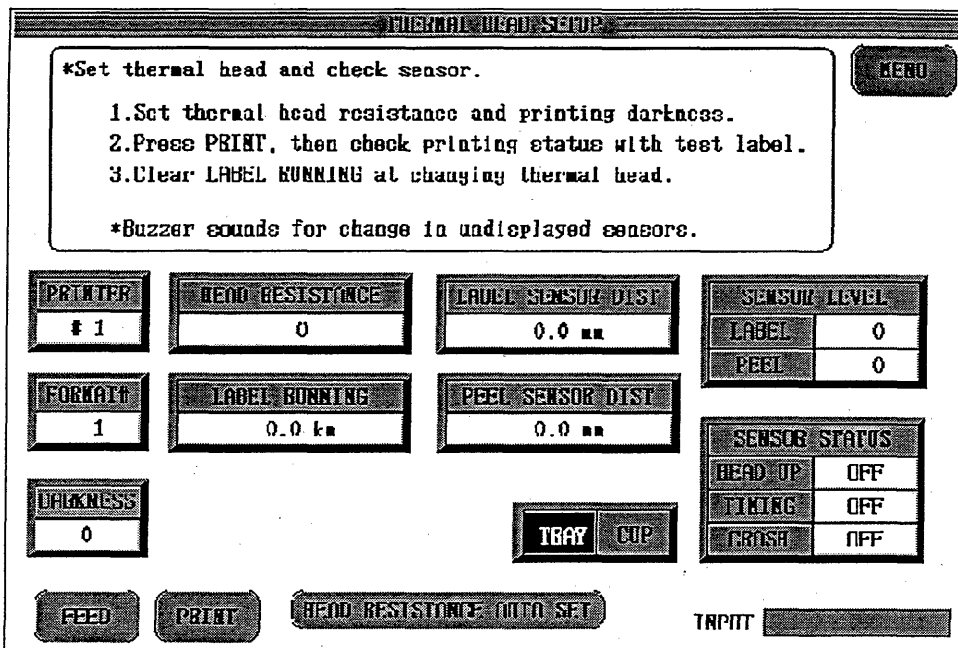 THERMAL HEAD SETUP
MENU
*Set thermal head and check sensor.
1.Set thermal head resistance and printing darkness.
2.Press PRINT, then check printing status with test label.
3.Clear LABEL RUNNING at changing thermal head.
*Buzzer sounds for change in undisplayed sensors.
PRINTER
# 1
HEAD RESISTANCE
0
LABEL SENSOR DIST
0.0 mm
SENSOR LEVEL
LABEL 0
PEEL 0
FORMAT#
1
LABEL RUNNING
0.0 km
PEEL SENSOR DIST
0.0 mm
SENSOR STATUS
HEAD UP OFF
TIMING OFF
CRASH OFF
DARKNESS
0
TRAY CUP
FEED
PRINT
HEAD RESISTANCE AUTO SET
INPUT